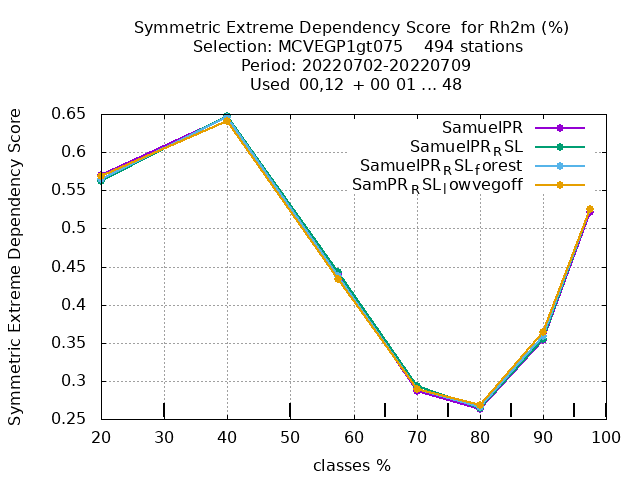 Symmetric Extreme Dependency Score  for Rh2m (%)
Selection: MCVEGP1gt075    494 stations
Period: 20220702-20220709
Used  00,12  + 00 01 ... 48
Symmetric Extreme Dependency Score
0.65
0.6
0.55
0.5
0.45
0.4
0.35
0.3
0.25
SamuelPR
SamuelPR_RSL
SamuelPR_RSL_forest
SamPR_RSL_lowvegoff
20 30 40 50 60 70 80 90 100
classes %